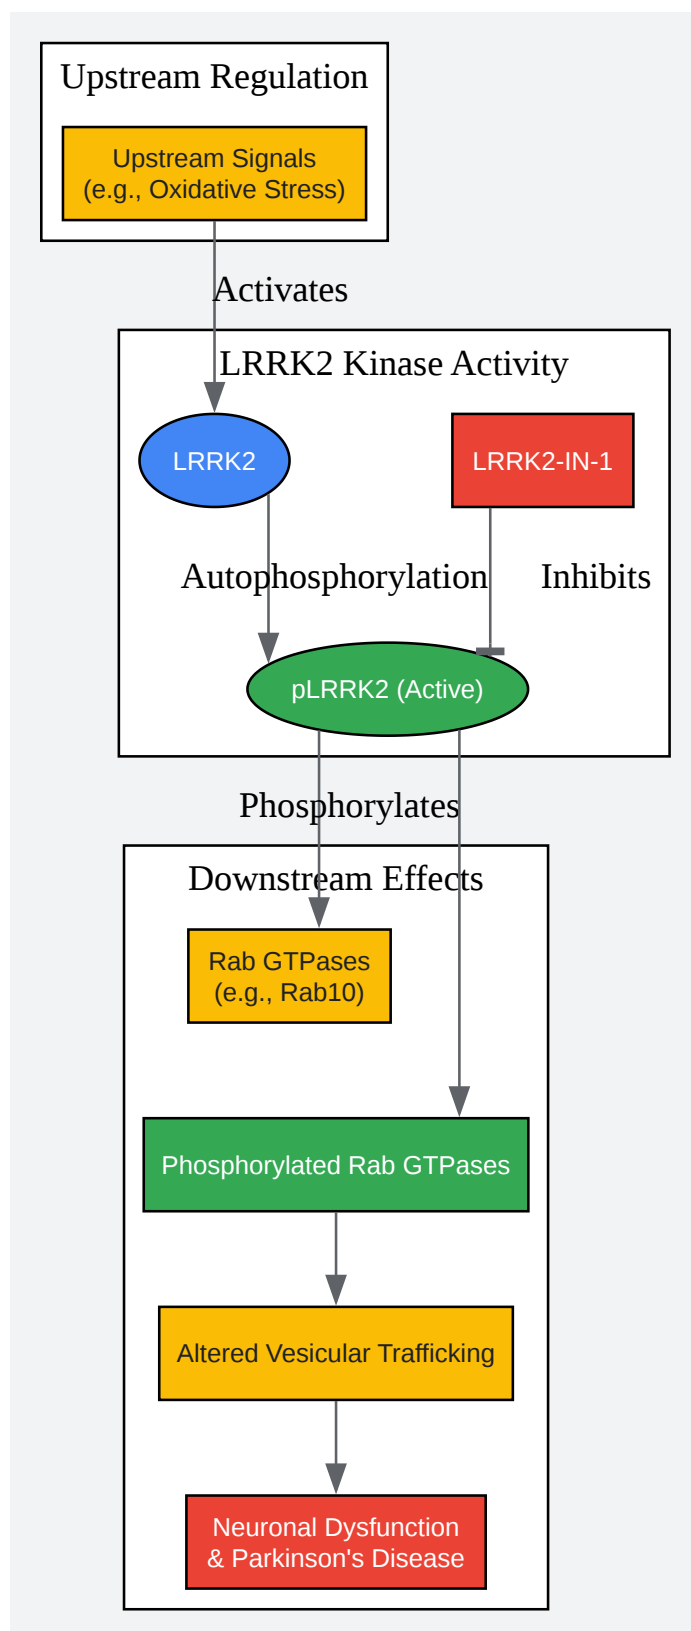 Upstream Regulation
Upstream Signals
(e.g., Oxidative Stress)
Activates
LRRK2 Kinase Activity
LRRK2
LRRK2-IN-1
Autophosphorylation
Inhibits
pLRRK2 (Active)
Phosphorylates
Downstream Effects
Rab GTPases
(e.g., Rab10)
Phosphorylated Rab GTPases
Altered Vesicular Trafficking
Neuronal Dysfunction
& Parkinson's Disease